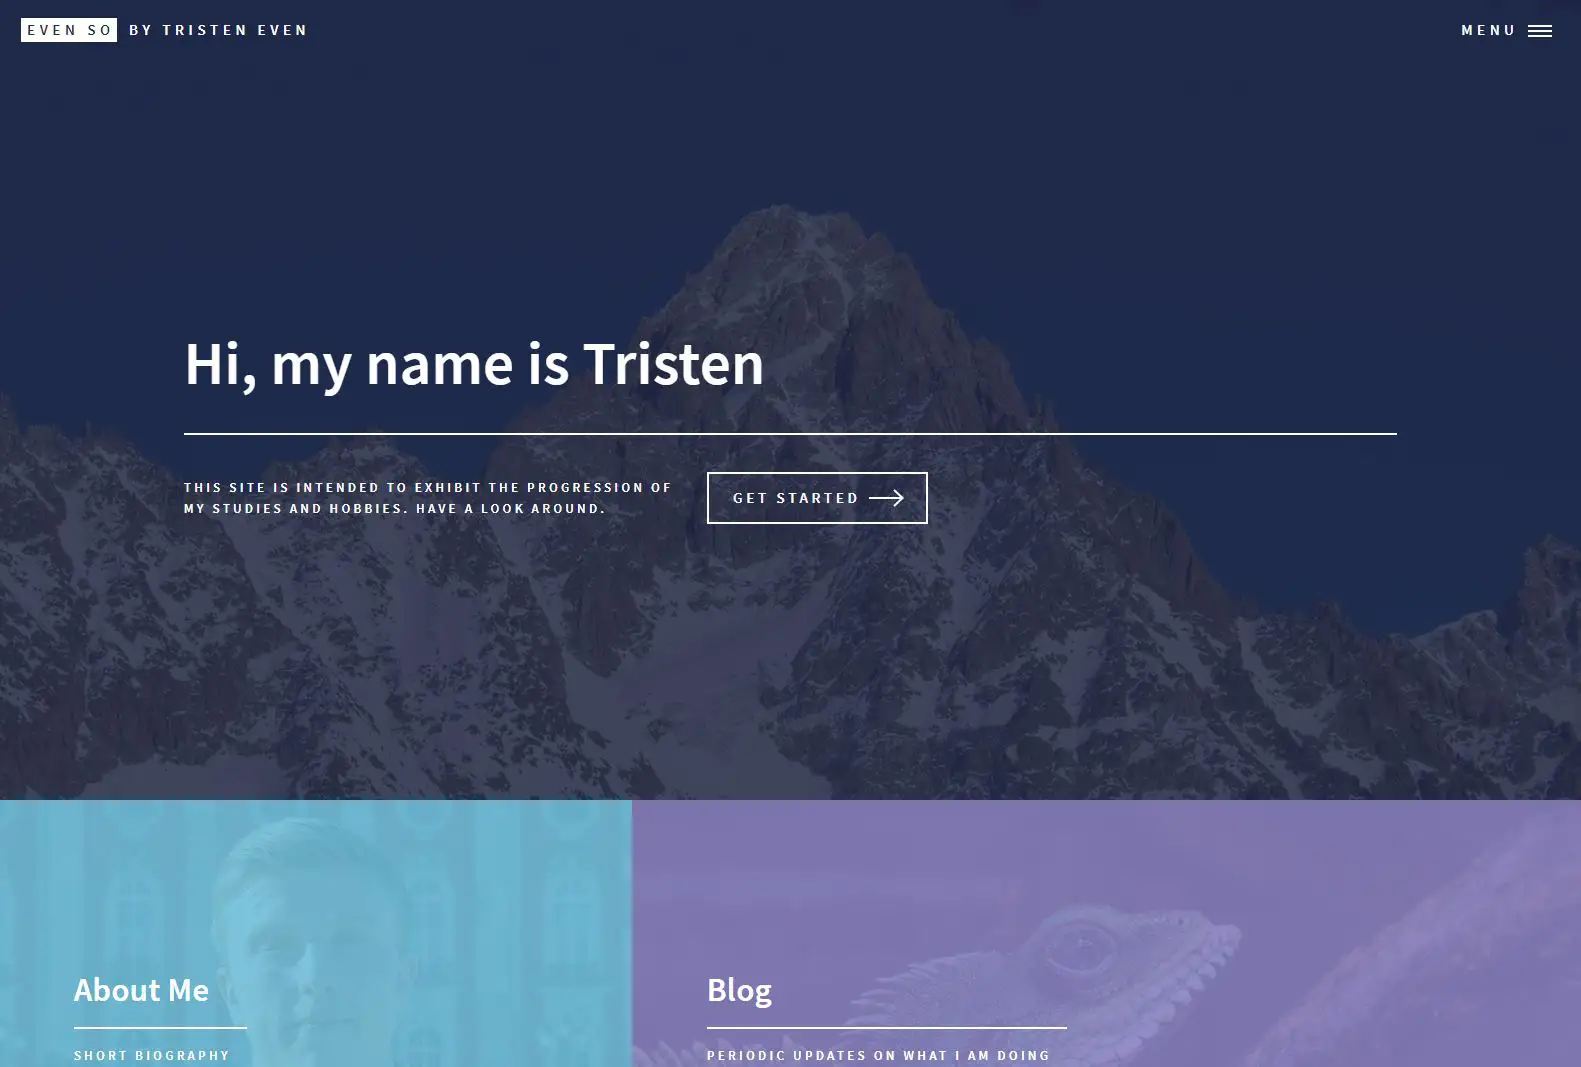 EVEN SO BY TRISTEN EVEN
MENU
Hi, my name is Tristen
THIS SITE IS INTENDED TO EXHIBIT THE PROGRESSION OF
MY STUDIES AND HOBBIES. HAVE A LOOK AROUND.
GET STARTED
About Me
SHORT BIOGRAPHY
Blog
PERIODIC UPDATES ON WHAT I AM DOING